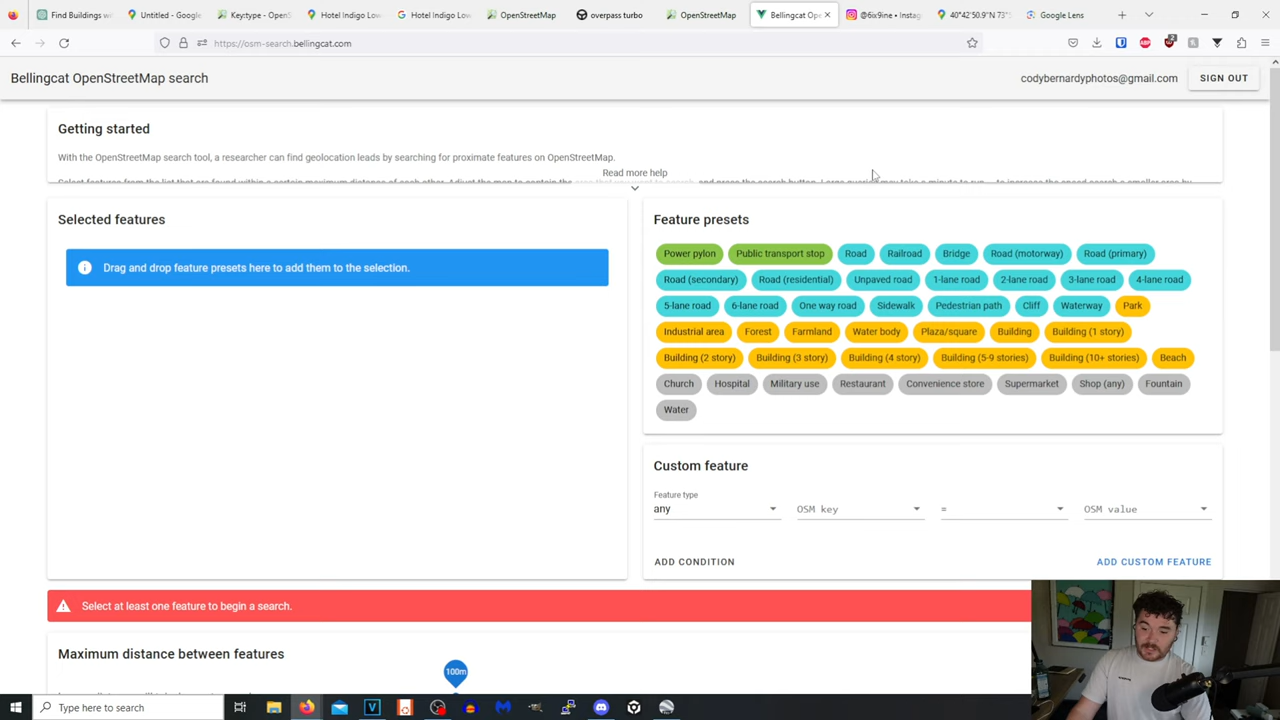 Find Buildings wi
Untitled - Google
Key:type - OpenS
Hotel Indigo Low
Hotel Indigo Low
OpenStreetMap
overpass turbo
OpenStreetMap
Bellingcat Ope
@6ix9ine • Instag
40°42'50.9"N 73°
Google Lens
https://osm-search.bellingcat.com
2
Bellingcat OpenStreetMap search
codybernardyphotos@gmail.com
SIGN OUT
Getting started
With the OpenStreetMap search tool, a researcher can find geolocation leads by searching for proximate features on OpenStreetMap.
Read more help
Selected features
Drag and drop feature presets here to add them to the selection.
Feature presets
Power pylon Public transport stop Road Railroad Bridge Road (motorway) Road (primary)
Road (secondary) Road (residential) Unpaved road 1-lane road 2-lane road 3-lane road 4-lane road
5-lane road 6-lane road One way road Sidewalk Pedestrian path Cliff Waterway Park
Industrial area Forest Farmland Water body Plaza/square Building Building (1 story)
Building (2 story) Building (3 story) Building (4 story) Building (5-9 stories) Building (10+ stories) Beach
Church Hospital Military use Restaurant Convenience store Supermarket Shop (any) Fountain
Water
Custom feature
Feature type
any OSM key = OSM value
ADD CONDITION ADD CUSTOM FEATURE
Select at least one feature to begin a search.
Maximum distance between features
100m
Type here to search